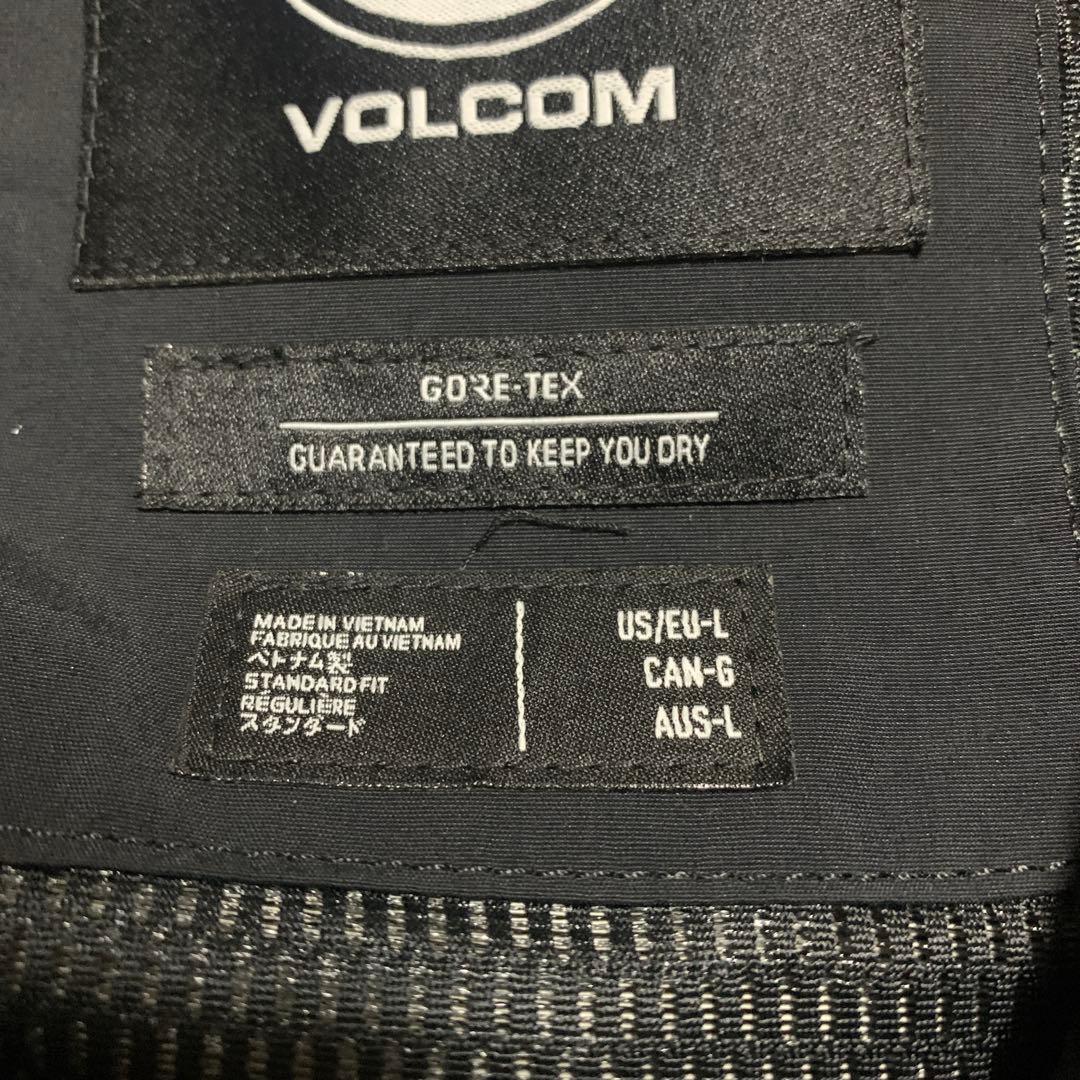 VOLCOM
GORE-TEX
GUARANTEED TO KEEP YOU DRY
MADE IN VIETNAM
FABRIQUE AU VIETNAM
ベトナム製
STANDARD FIT
RÉGULIÈRE
スタンダード
US/EU-L
CAN-G
AUS-L